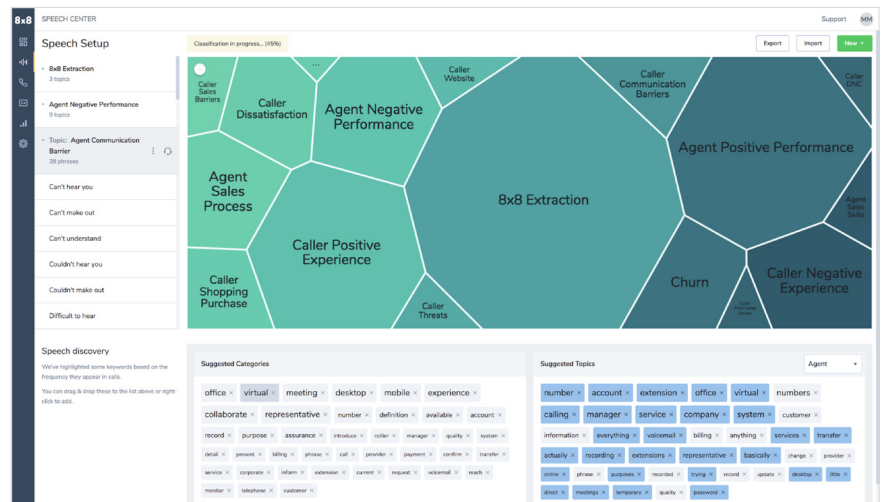 8x8 SPEECH CENTER
Support MM
Speech Setup
Classification in progress... (45%)
Export Import New
8x8 Extraction
3 topics
Agent Negative Performance
9 topics
Topic: Agent Communication
Barrier
28 phrases
Can't hear you
Can't make out
Can't understand
Couldn't hear you
Couldn't make out
Difficult to hear
Caller
Sales
Barriers
Caller
Dissatisfaction
...
Agent Negative
Performance
Caller
Website
Caller
Communication
Barriers
Caller
DNC
Agent Positive Performance
Agent
Sales
Process
8x8 Extraction
Agent
Sales
Skills
Caller Positive
Experience
Caller
Shopping
Purchase
Caller
Threats
Churn
Caller Negative
Experience
Speech discovery
We've highlighted some keywords based on the
frequency they appear in calls.
You can drag & drop these to the list above or right-
click to add.
Suggested Categories
office × virtual × meeting × desktop × mobile × experience ×
collaborate × representative × number × definition × available × account ×
record × purpose × assurance × introduce × caller × manager × quality × system ×
detail × present × billing × phrase × call × provider × payment × confirm × transfer ×
service × corporate × inform × extension × current × request × voicemail × reach ×
monitor × telephone × customer ×
Suggested Topics
Agent
number × account × extension × office × virtual × numbers ×
calling × manager × service × company × system × customer ×
information × everything × voicemail × billing × anything × services × transfer ×
actually × recording × extensions × representative × basically × change × provider ×
online × phrase × purposes × recorded × trying × record × update × desktop × little ×
direct × meetings × temporary × quality × password ×